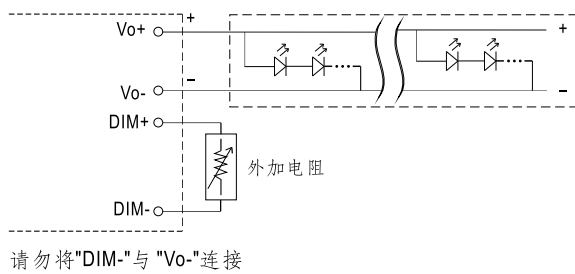 Vo+
+
+
-
Vo-
-
DIM+
外加电阻
DIM-
请勿将"DIM-"与 "Vo-"连接